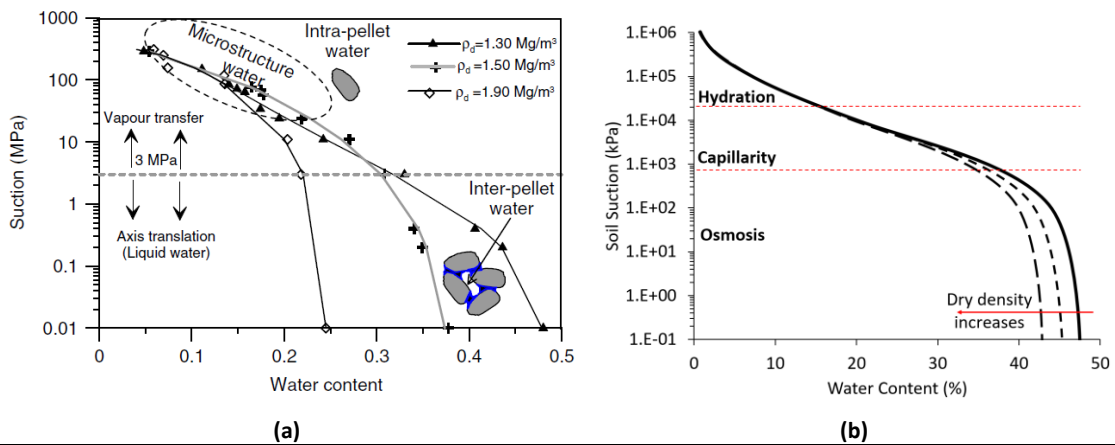 1000
100
10
1
0.1
0.01
Suction (MPa)
Microstructure
water
Intra-pellet
water
ρd=1.30 Mg/m³
ρd=1.50 Mg/m³
ρd=1.90 Mg/m³
Vapour transfer
3 MPa
Axis translation
(Liquid water)
Inter-pellet
water
0 0.1 0.2 0.3 0.4 0.5
Water content
(a)
1.E+06
1.E+05
1.E+04
1.E+03
1.E+02
1.E+01
1.E+00
1.E-01
Soil Suction (kPa)
Hydration
Capillarity
Osmosis
Dry density
increases
0 10 20 30 40 50
Water Content (%)
(b)